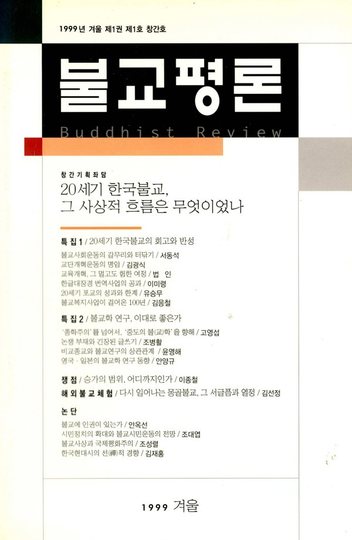 1999년 겨울 제1권 제1호 창간호
불교평론
Buddhist Review
창간기획좌담
20세기 한국불교,
그 사상적 흐름은 무엇이었나
특집 1 / 20세기 한국불교의 회고와 반성
불교사회운동의 갈무리와 터닦기 / 서동석
교단개혁운동의 명암 / 김광식
교육개혁, 그 멀고도 험한 여정 / 법 인
한글대장경 번역사업의 공과 / 이미령
20세기 포교의 성과와 한계 / 유승무
불교복지사업이 걸어온 100년 / 김응철
특집 2 / 불교학 연구, 이대로 좋은가
'종학주의'를 넘어서, '중도의 불(교)학'을 향해 / 고영섭
논쟁 부재와 긴장된 글쓰기 / 조병활
비교종교와 불교연구의 상관관계 / 윤영해
영국 · 일본의 불교학 연구 동향 / 안양규
쟁점 / 승가의 범위, 어디까지인가 / 이종철
해외불교체험 / 다시 일어나는 몽골불교, 그 서글픔과 열정 / 김선정
논단
불교에 인권이 있는가 / 안옥선
시민정치의 확대와 불교시민운동의 전망 / 조대엽
불교사상과 국제평화주의 / 조성렬
한국현대시의 선(禪)적 경향 / 김재홍
1999 겨울